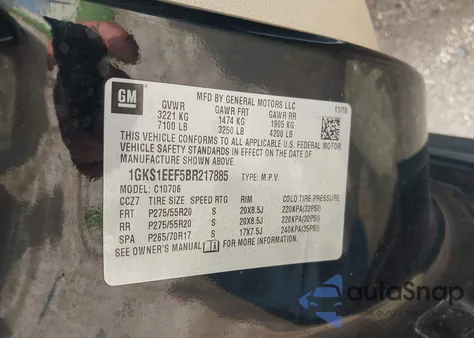 GM
MFD BY GENERAL MOTORS LLC
11/10
GVWR GAWR FRT GAWR RR
3221 KG 1474 KG 1905 KG
7100 LB 3250 LB 4200 LB
THIS VEHICLE CONFORMS TO ALL APPLICABLE U.S. FEDERAL MOTOR
VEHICLE SAFETY STANDARDS IN EFFECT ON THE DATE OF
MANUFACTURE SHOWN ABOVE.
1GKS1EEF5BR217885 TYPE: M.P.V.
MODEL: C10706
CCZ7 TIRE SIZE SPEED RTG RIM COLD TIRE PRESSURE
FRT P275/55R20 S 20X8.5J 220KPA(32PSI)
RR P275/55R20 S 20X8.5J 220KPA(32PSI)
SPA P265/70R17 S 17X7.5J 240KPA(35PSI)
SEE OWNER'S MANUAL FOR MORE INFORMATION.
autoSnap